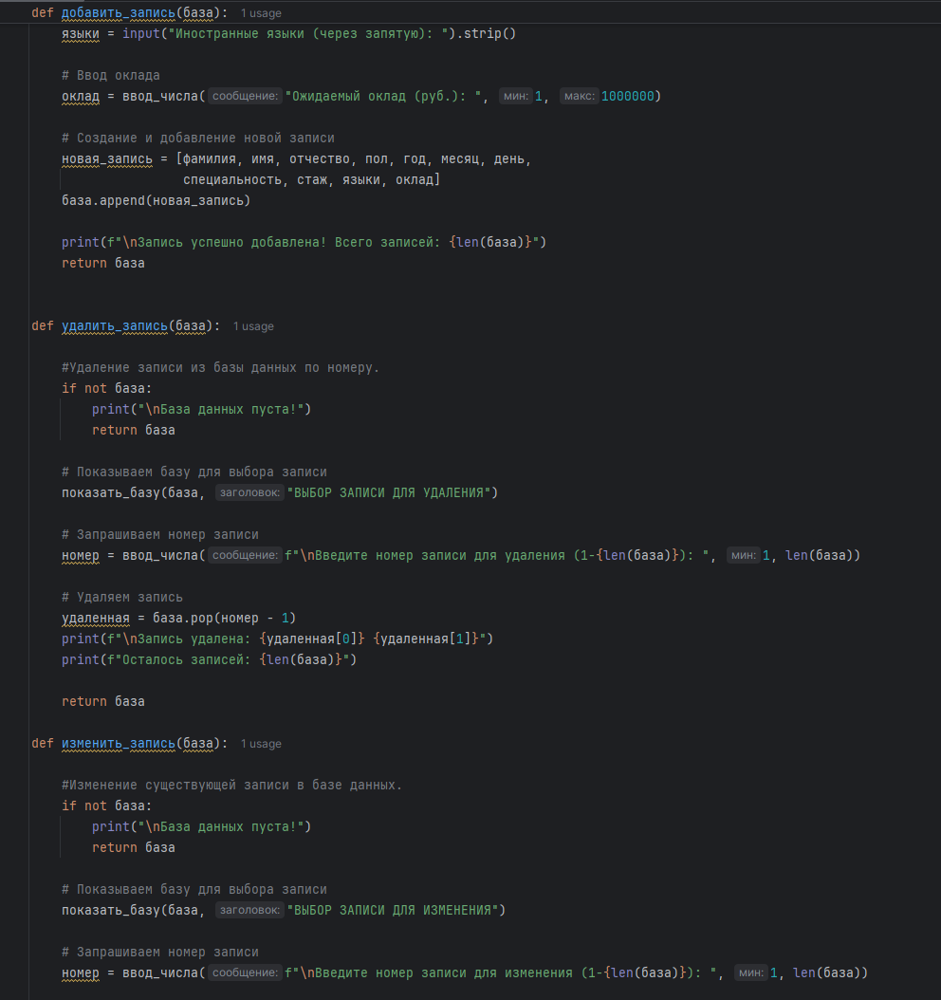 def добавить_запись(база): 1 usage
языки = input("Иностранные языки (через запятую): ").strip()
# Ввод оклада
оклад = ввод_числа( сообщение: "Ожидаемый оклад (руб.): ", мин: 1, макс: 1000000)
# Создание и добавление новой записи
новая_запись = [фамилия, имя, отчество, пол, год, месяц, день,
специальность, стаж, языки, оклад]
база.append(новая_запись)
print(f"\nЗапись успешно добавлена! Всего записей: {len(база)}")
return база
def удалить_запись(база): 1 usage
#Удаление записи из базы данных по номеру.
if not база:
print("\nБаза данных пуста!")
return база
# Показываем базу для выбора записи
показать_базу(база, заголовок: "ВЫБОР ЗАПИСИ ДЛЯ УДАЛЕНИЯ")
# Запрашиваем номер записи
номер = ввод_числа( сообщение: f"\nВведите номер записи для удаления (1-{len(база)}): ", мин: 1, len(база))
# Удаляем запись
удаленная = база.pop(номер - 1)
print(f"\nЗапись удалена: {удаленная[0]} {удаленная[1]}")
print(f"Осталось записей: {len(база)}")
return база
def изменить_запись(база): 1 usage
#Изменение существующей записи в базе данных.
if not база:
print("\nБаза данных пуста!")
return база
# Показываем базу для выбора записи
показать_базу(база, заголовок: "ВЫБОР ЗАПИСИ ДЛЯ ИЗМЕНЕНИЯ")
# Запрашиваем номер записи
номер = ввод_числа( сообщение: f"\nВведите номер записи для изменения (1-{len(база)}): ", мин: 1, len(база))